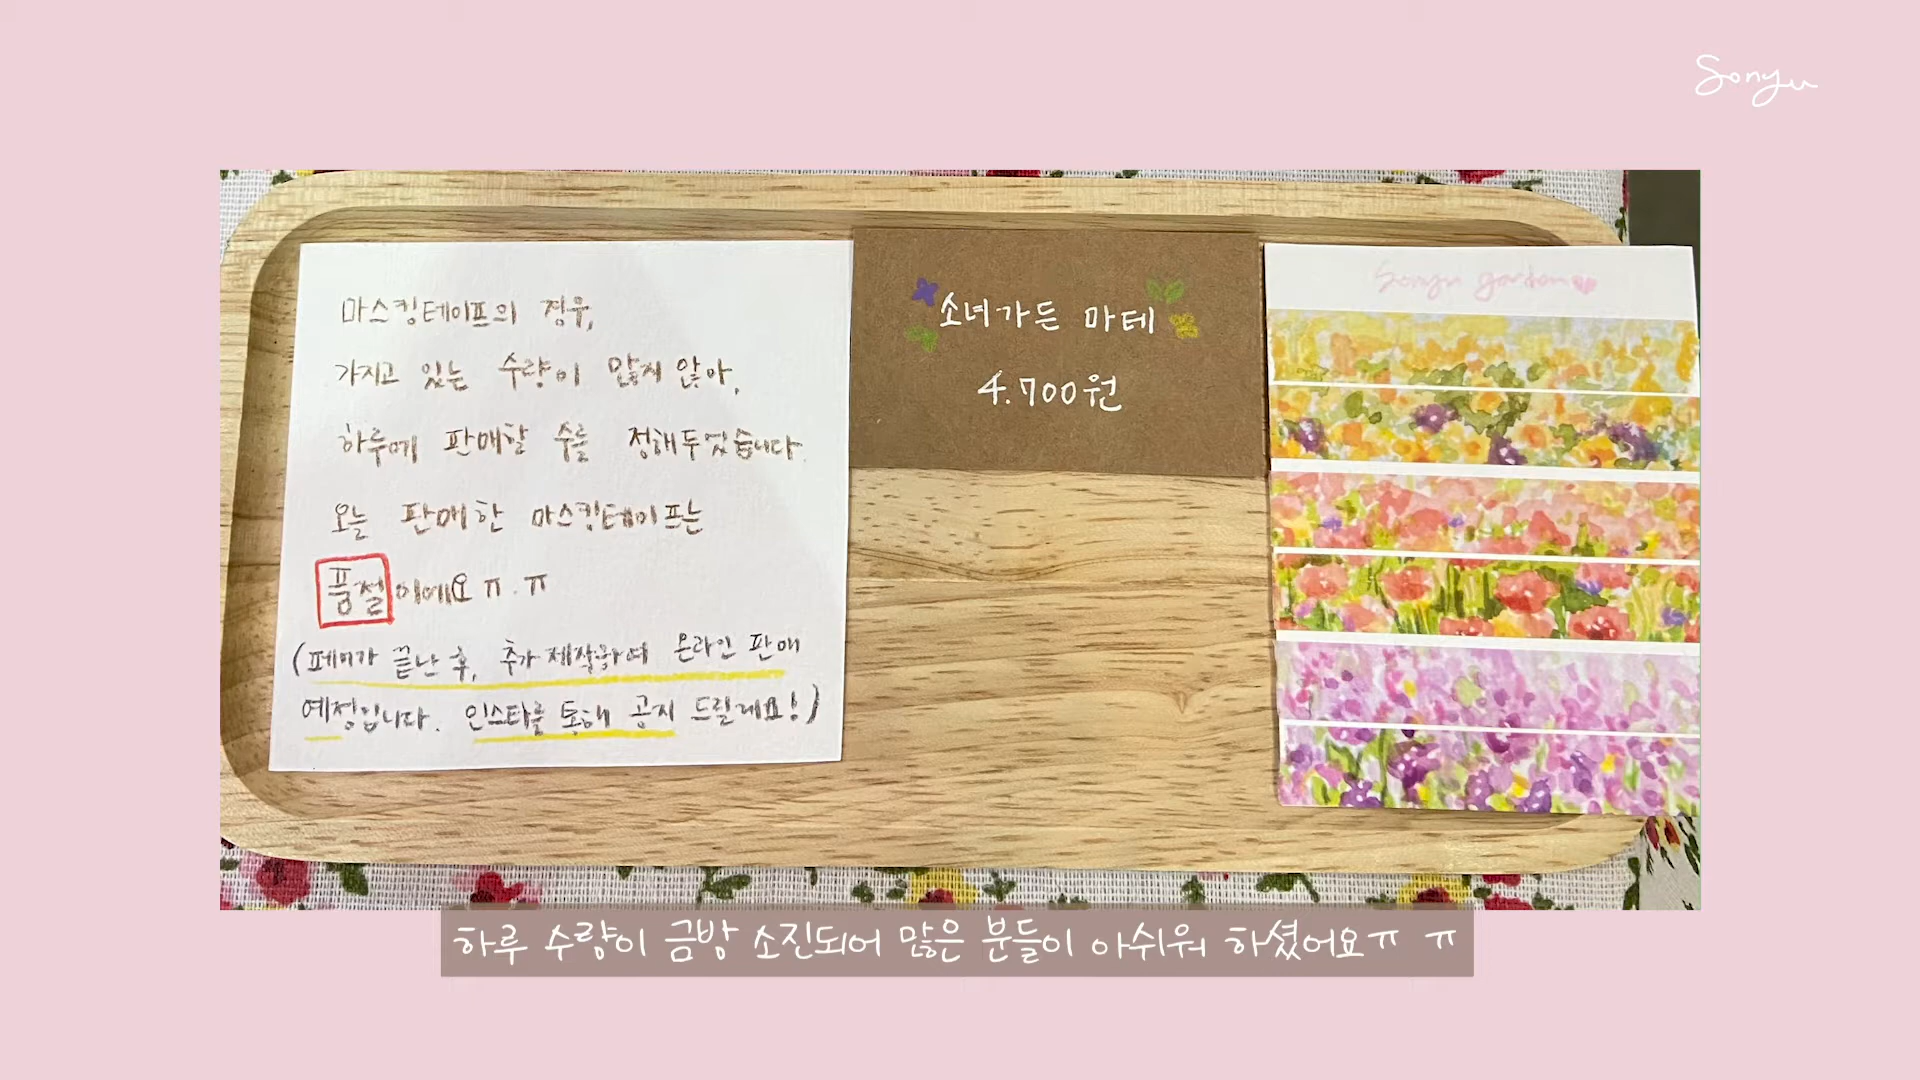 Sonyu
마스킹테이프의 경우,
가지고 있는 수량이 많지 않아,
하루에 판매할 수를 정해두었습니다.
오늘 판매한 마스킹테이프는
품절이에요 ㅠ.ㅠ
(페어가 끝난 후, 추가 제작하여 온라인 판매
예정입니다. 인스타를 통해 공지 드릴게요!)
소녀가든 마테
4.700원
Sonyu garden
하루 수량이 금방 소진되어 많은 분들이 아쉬워 하셨어요ㅠ ㅠ